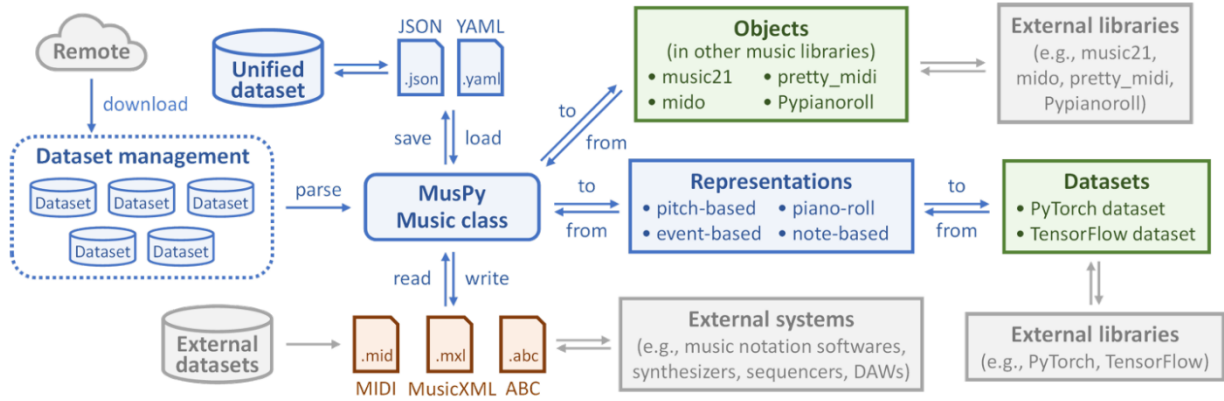 Remote
download
Dataset management
Dataset Dataset Dataset
Dataset Dataset
parse
Unified
dataset
JSON YAML
.json .yaml
save load
MusPy
Music class
read write
External
datasets
.mid .mxl .abc
MIDI MusicXML ABC
to
from
Objects
(in other music libraries)
• music21 • pretty_midi
• mido • Pypianoroll
External libraries
(e.g., music21,
mido, pretty_midi,
Pypianoroll)
to
from
Representations
• pitch-based • piano-roll
• event-based • note-based
to
from
Datasets
• PyTorch dataset
• TensorFlow dataset
External systems
(e.g., music notation softwares,
synthesizers, sequencers, DAWs)
External libraries
(e.g., PyTorch, TensorFlow)